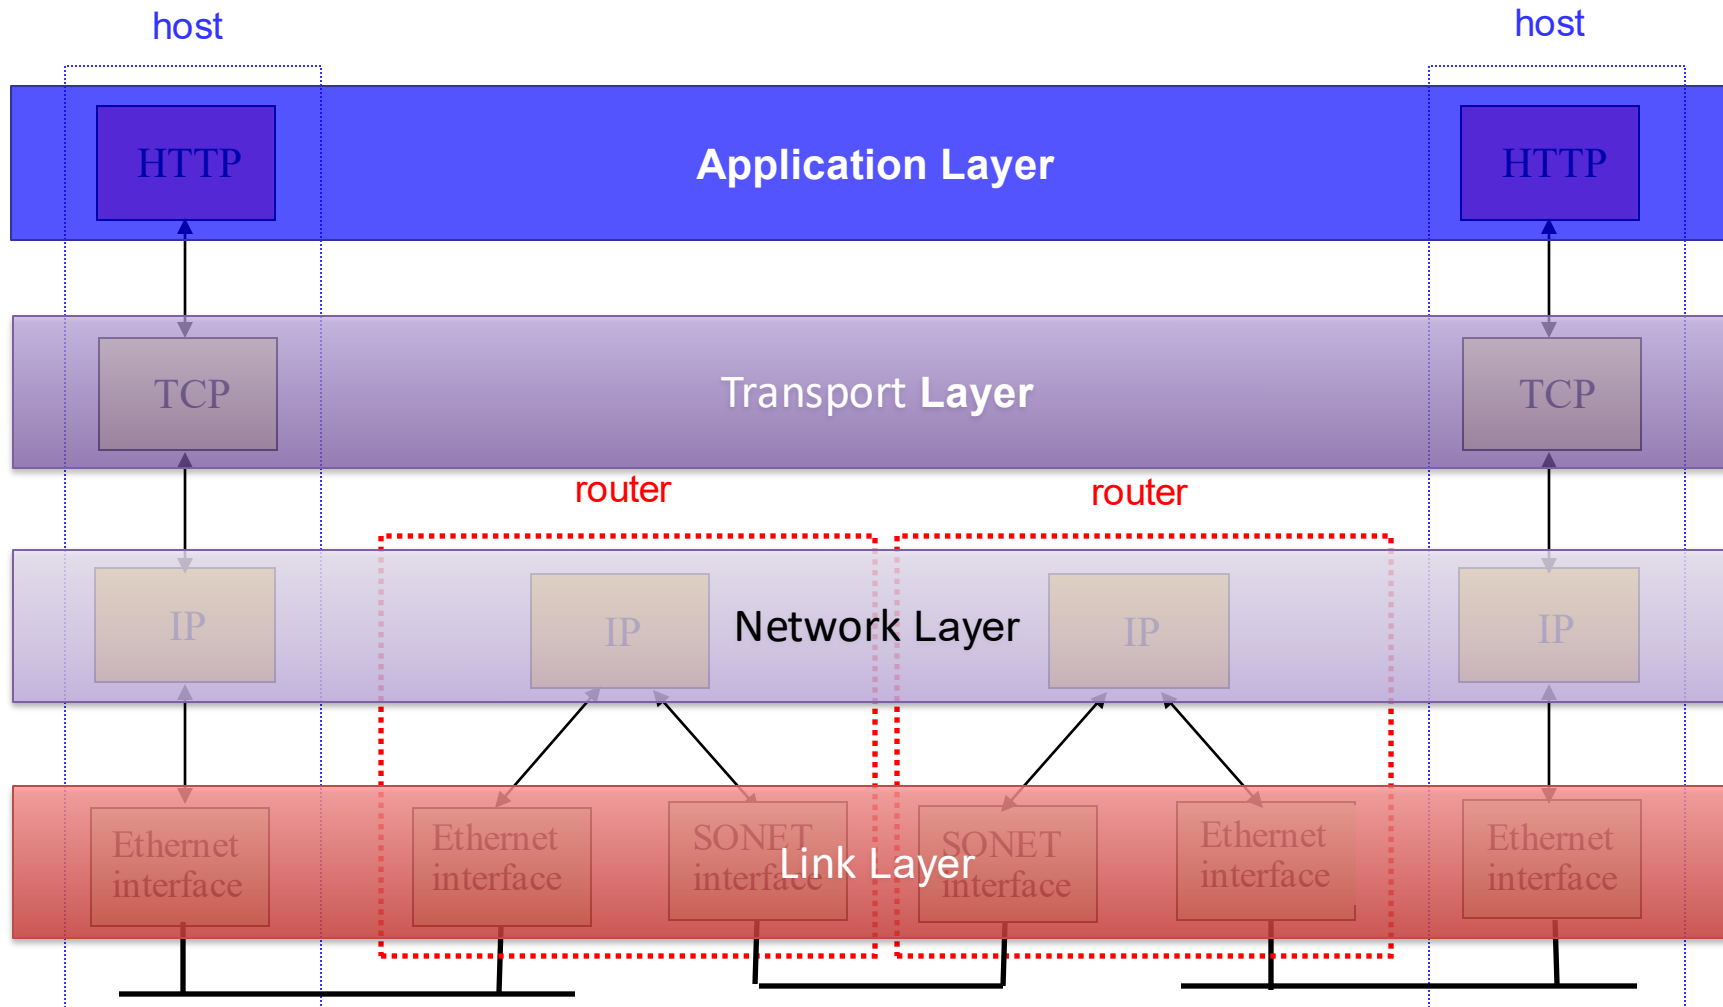 host
host
HTTP
Application Layer
HTTP
TCP
Transport Layer
TCP
router
router
IP
IP
Network Layer
IP
IP
Ethernet
interface
Ethernet
interface
SONET
interface
Link Layer
SONET
interface
Ethernet
interface
Ethernet
interface